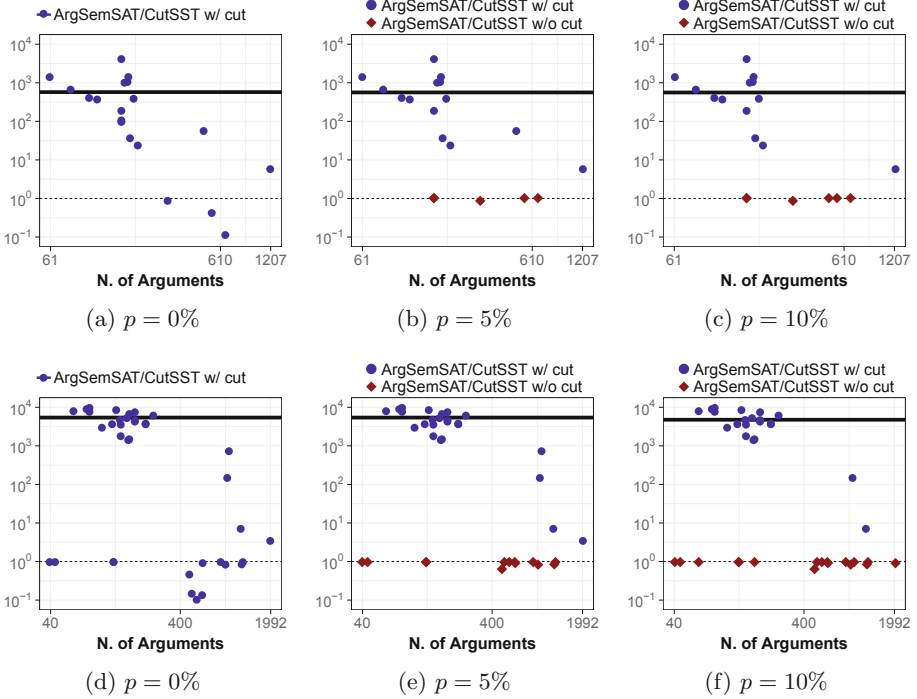 ArgSemSAT/CutSST w/ cut
ArgSemSAT/CutSST w/ cut
ArgSemSAT/CutSST w/o cut
ArgSemSAT/CutSST w/ cut
ArgSemSAT/CutSST w/o cut
10^4
10^3
10^2
10^1
10^0
10^−1
61 610 1207
N. of Arguments
(a) p = 0%
10^4
10^3
10^2
10^1
10^0
10^−1
61 610 1207
N. of Arguments
(b) p = 5%
10^4
10^3
10^2
10^1
10^0
10^−1
61 610 1207
N. of Arguments
(c) p = 10%
ArgSemSAT/CutSST w/ cut
ArgSemSAT/CutSST w/ cut
ArgSemSAT/CutSST w/o cut
ArgSemSAT/CutSST w/ cut
ArgSemSAT/CutSST w/o cut
10^4
10^3
10^2
10^1
10^0
10^−1
40 400 1992
N. of Arguments
(d) p = 0%
10^4
10^3
10^2
10^1
10^0
10^−1
40 400 1992
N. of Arguments
(e) p = 5%
10^4
10^3
10^2
10^1
10^0
10^−1
40 400 1992
N. of Arguments
(f) p = 10%